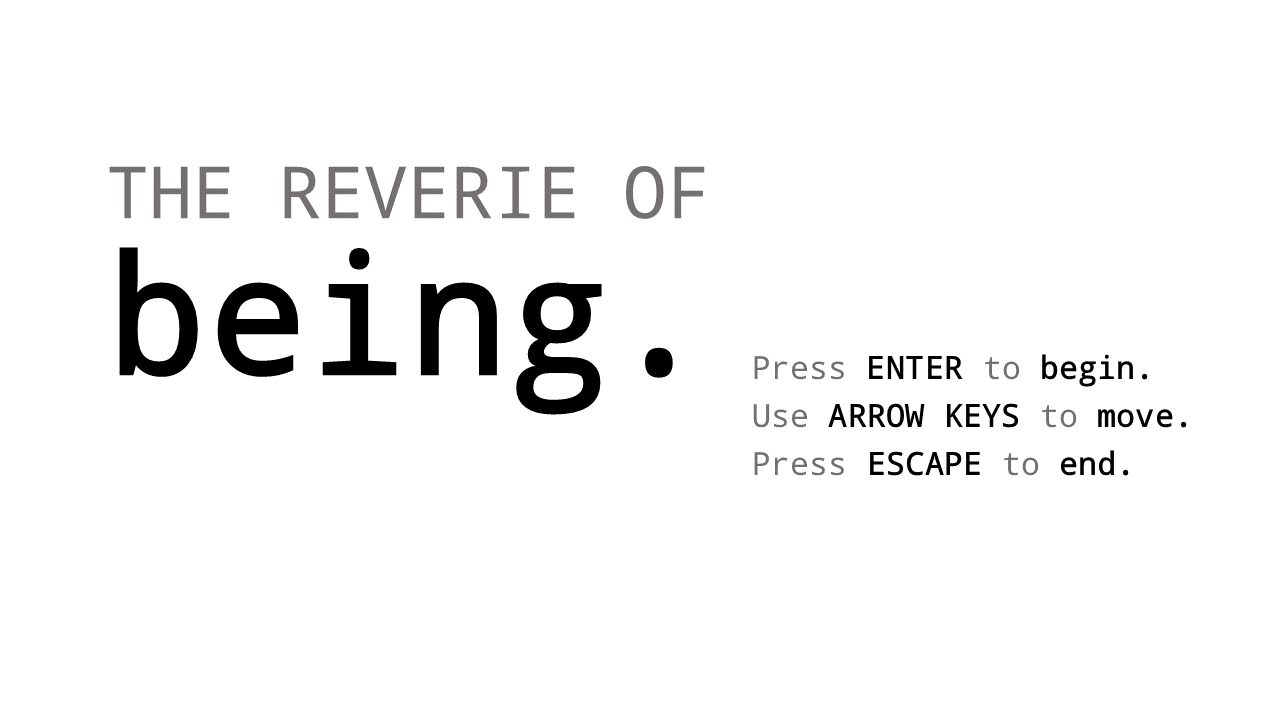 THE REVERIE OF
being.
Press ENTER to begin.
Use ARROW KEYS to move.
Press ESCAPE to end.